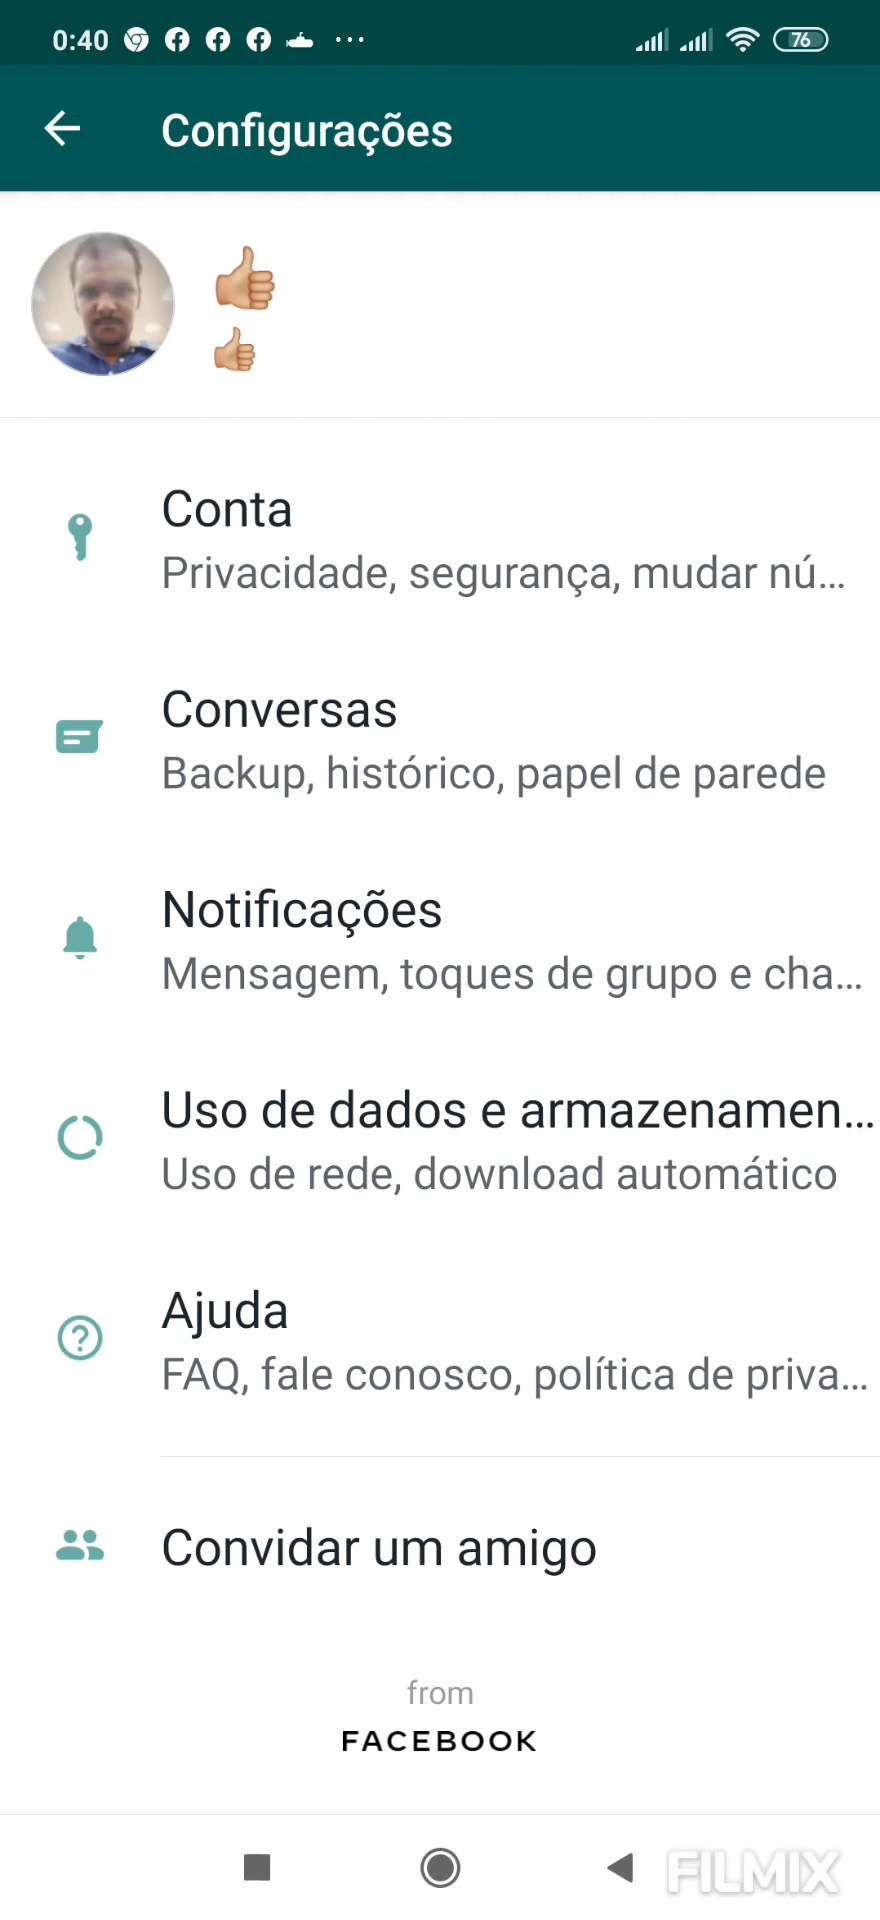 0:40 76
Configurações
👍
👍
Conta
Privacidade, segurança, mudar nú...
Conversas
Backup, histórico, papel de parede
Notificações
Mensagem, toques de grupo e cha...
Uso de dados e armazenamen...
Uso de rede, download automático
Ajuda
FAQ, fale conosco, política de priva...
Convidar um amigo
from
FACEBOOK
FILMIX